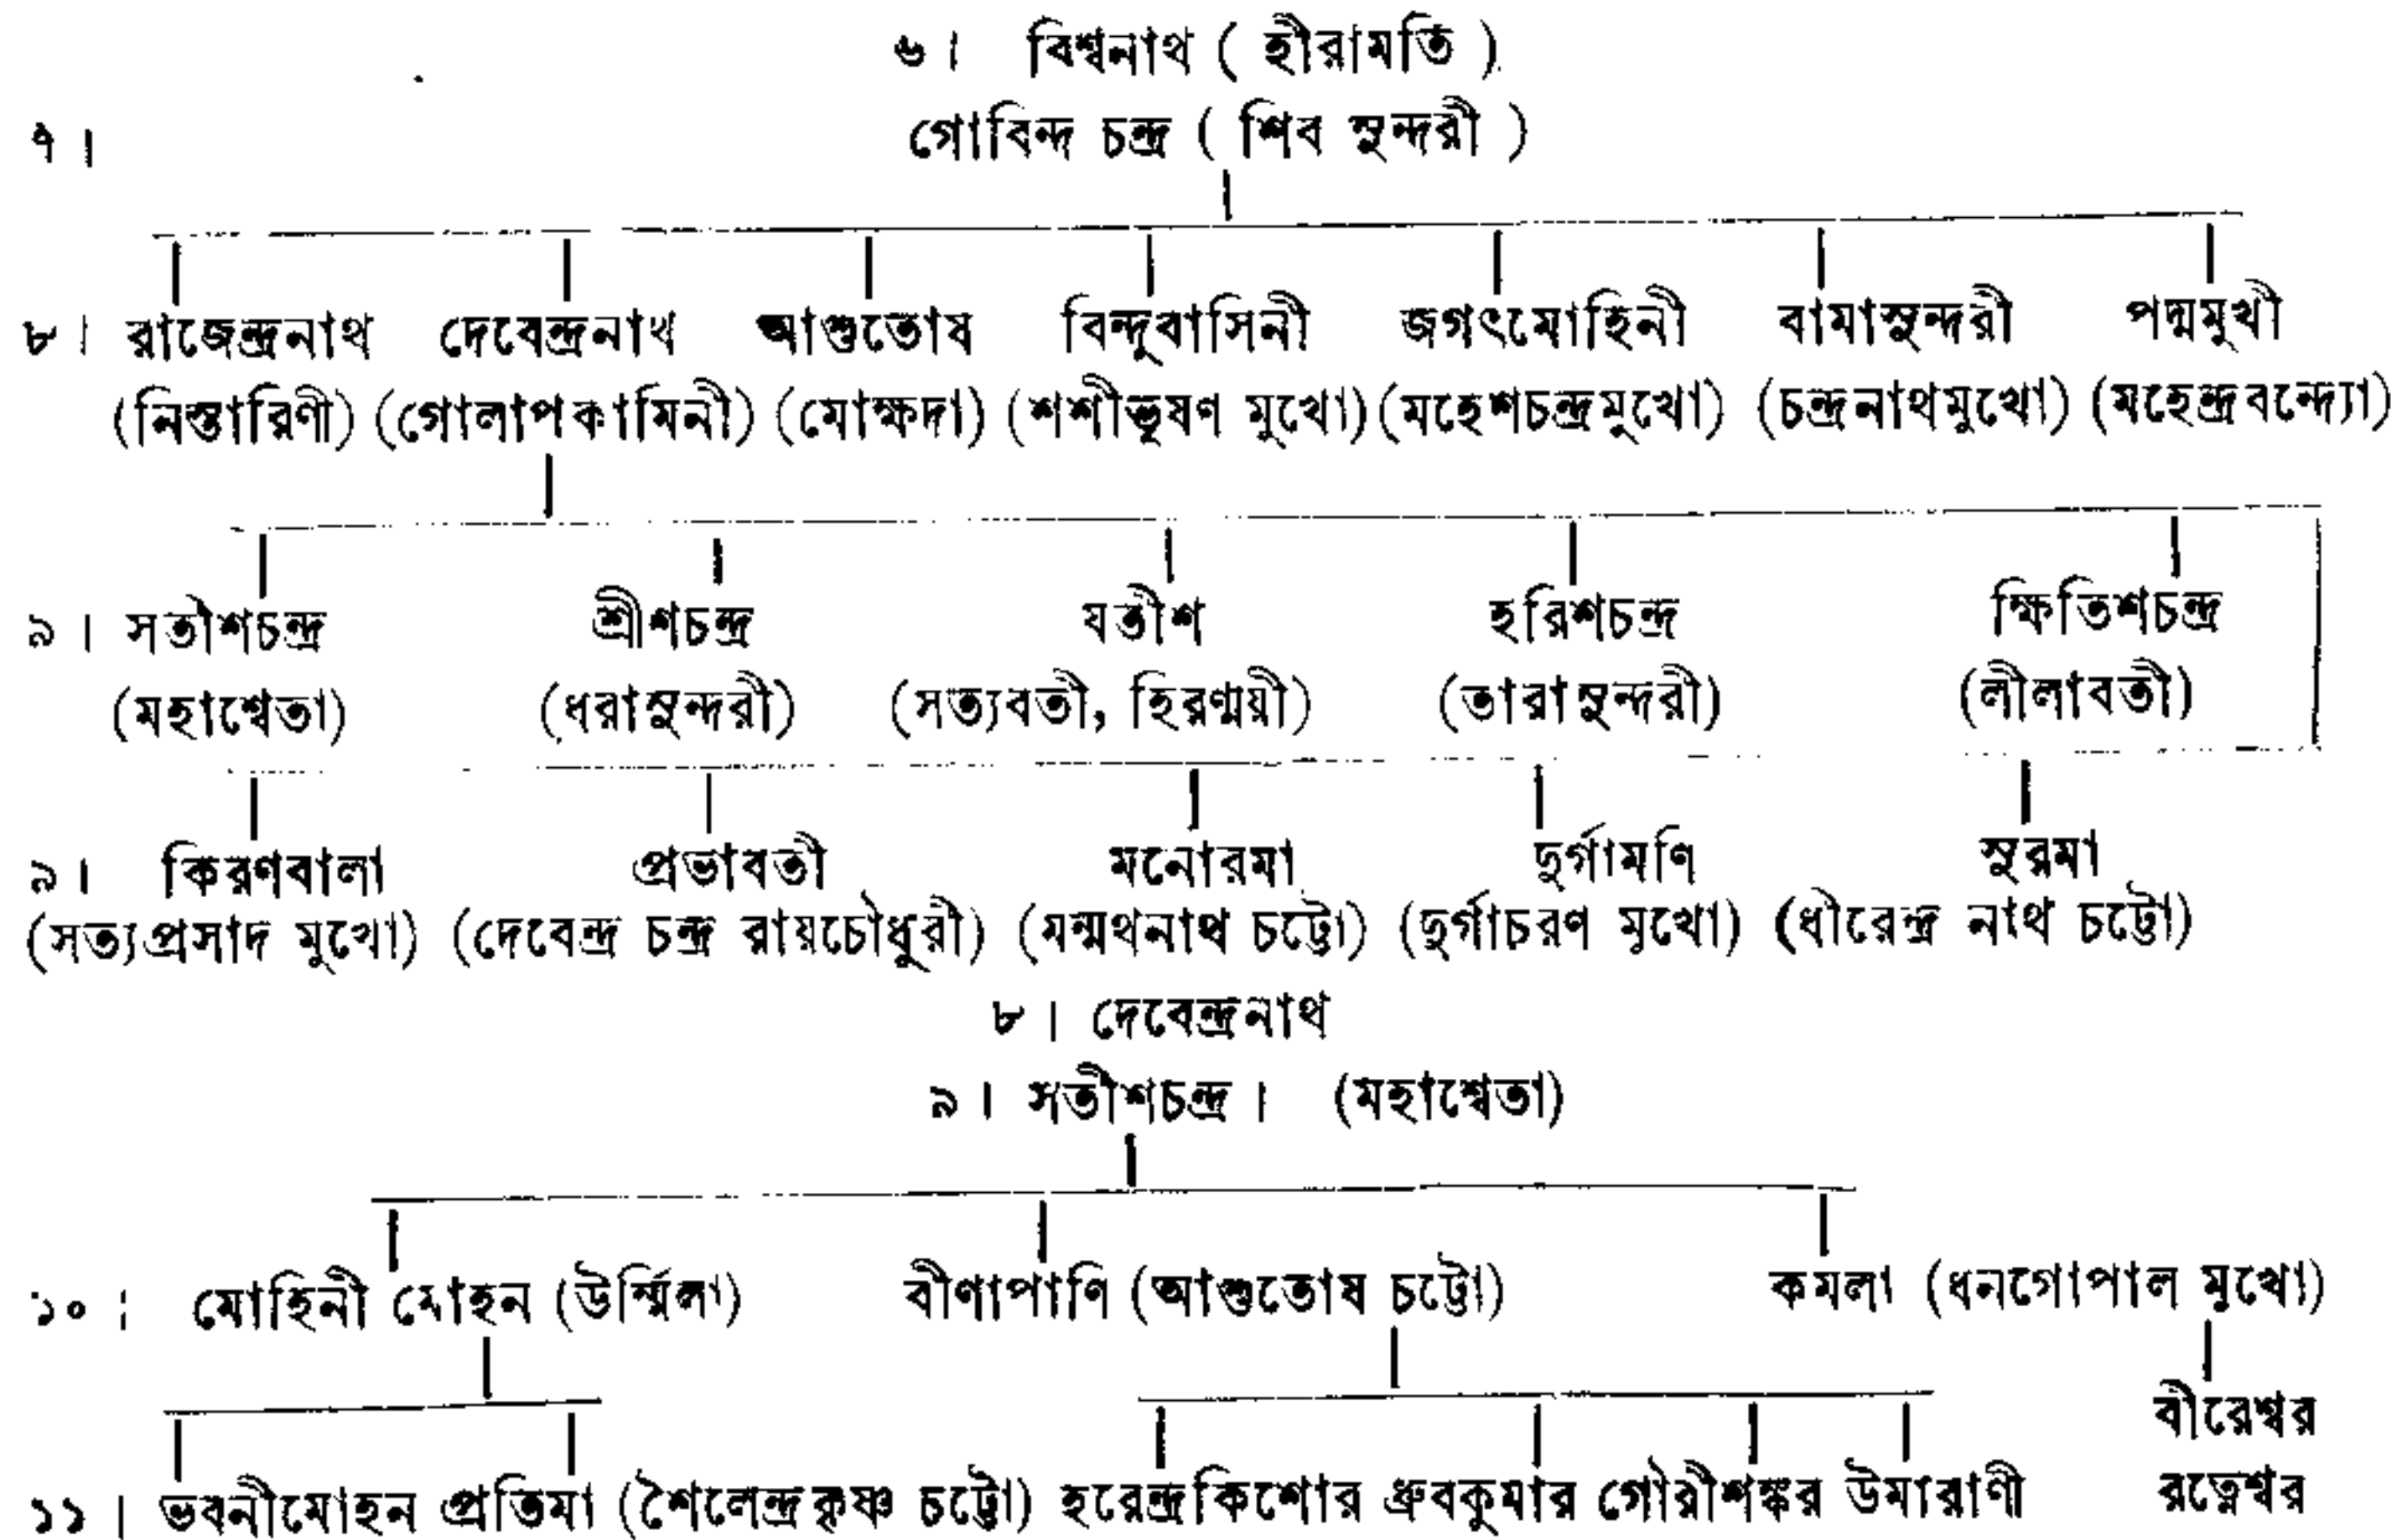 ৬। বিশ্বনাথ ( হীরামতি )
৭। গোবিন্দ চন্দ্র ( শিব সুন্দরী )
৮। রাজেন্দ্রনাথ দেবেন্দ্রনাথ আশুতোষ বিন্দুবাসিনী জগৎমোহিনী বামাসুন্দরী পদ্মমুখী
(নিস্তারিণী) (গোলাপকামিনী) (মোক্ষদা) (শশীভূষণ মুখো) (মহেশচন্দ্রমুখো) (চন্দ্রনাথমুখো) (মহেন্দ্রবন্দ্যো)
৯। সতীশচন্দ্র শ্রীশচন্দ্র যতীশ হরিশচন্দ্র ক্ষিতিশচন্দ্র
(মহাশ্বেতা) (ধরাসুন্দরী) (সত্যবতী, হিরণ্ময়ী) (তারাসুন্দরী) (লীলাবতী)
৯। কিরণবালা প্রভাবতী মনোরমা দুর্গামণি সুরমা
(সত্যপ্রসাদ মুখো) (দেবেন্দ্র চন্দ্র রায়চৌধুরী) (মন্মথনাথ চট্টো) (দুর্গাচরণ মুখো) (ধীরেন্দ্র নাথ চট্টো)
৮। দেবেন্দ্রনাথ
৯। সতীশচন্দ্র। (মহাশ্বেতা)
১০। মোহিনী মোহন (উর্ম্মিলা) বীণাপাণি (আশুতোষ চট্টো) কমলা (ধনগোপাল মুখো)
বীরেশ্বর
১১। ভবনীমোহন প্রতিমা (শৈলেন্দ্রকৃষ্ণ চট্টো) হরেন্দ্রকিশোর ধ্রুবকুমার গৌরীশঙ্কর উমারাণী রত্নেশ্বর